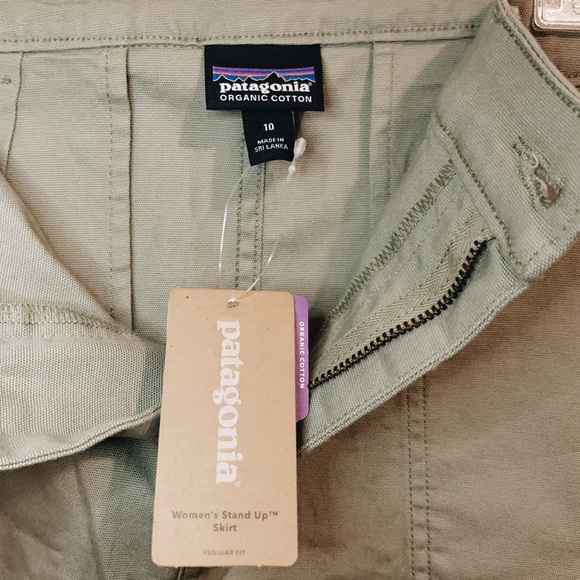 patagonia
ORGANIC COTTON
10
MADE IN
SRI LANKA
patagonia®
ORGANIC COTTON
Women's Stand Up™
Skirt
REGULAR FIT